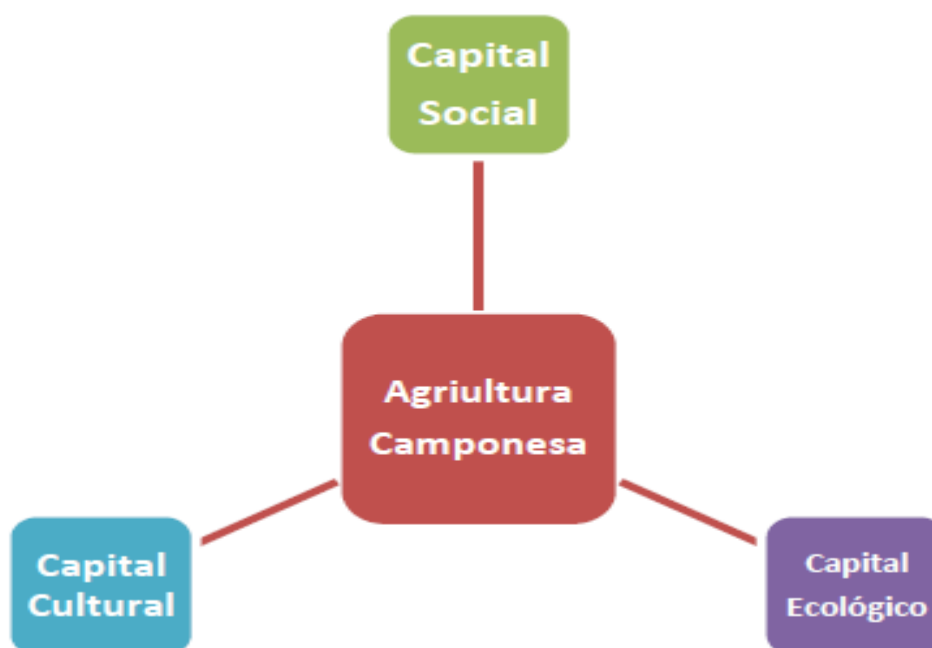 Capital
Social
Agriultura
Camponesa
Capital
Cultural
Capital
Ecológico